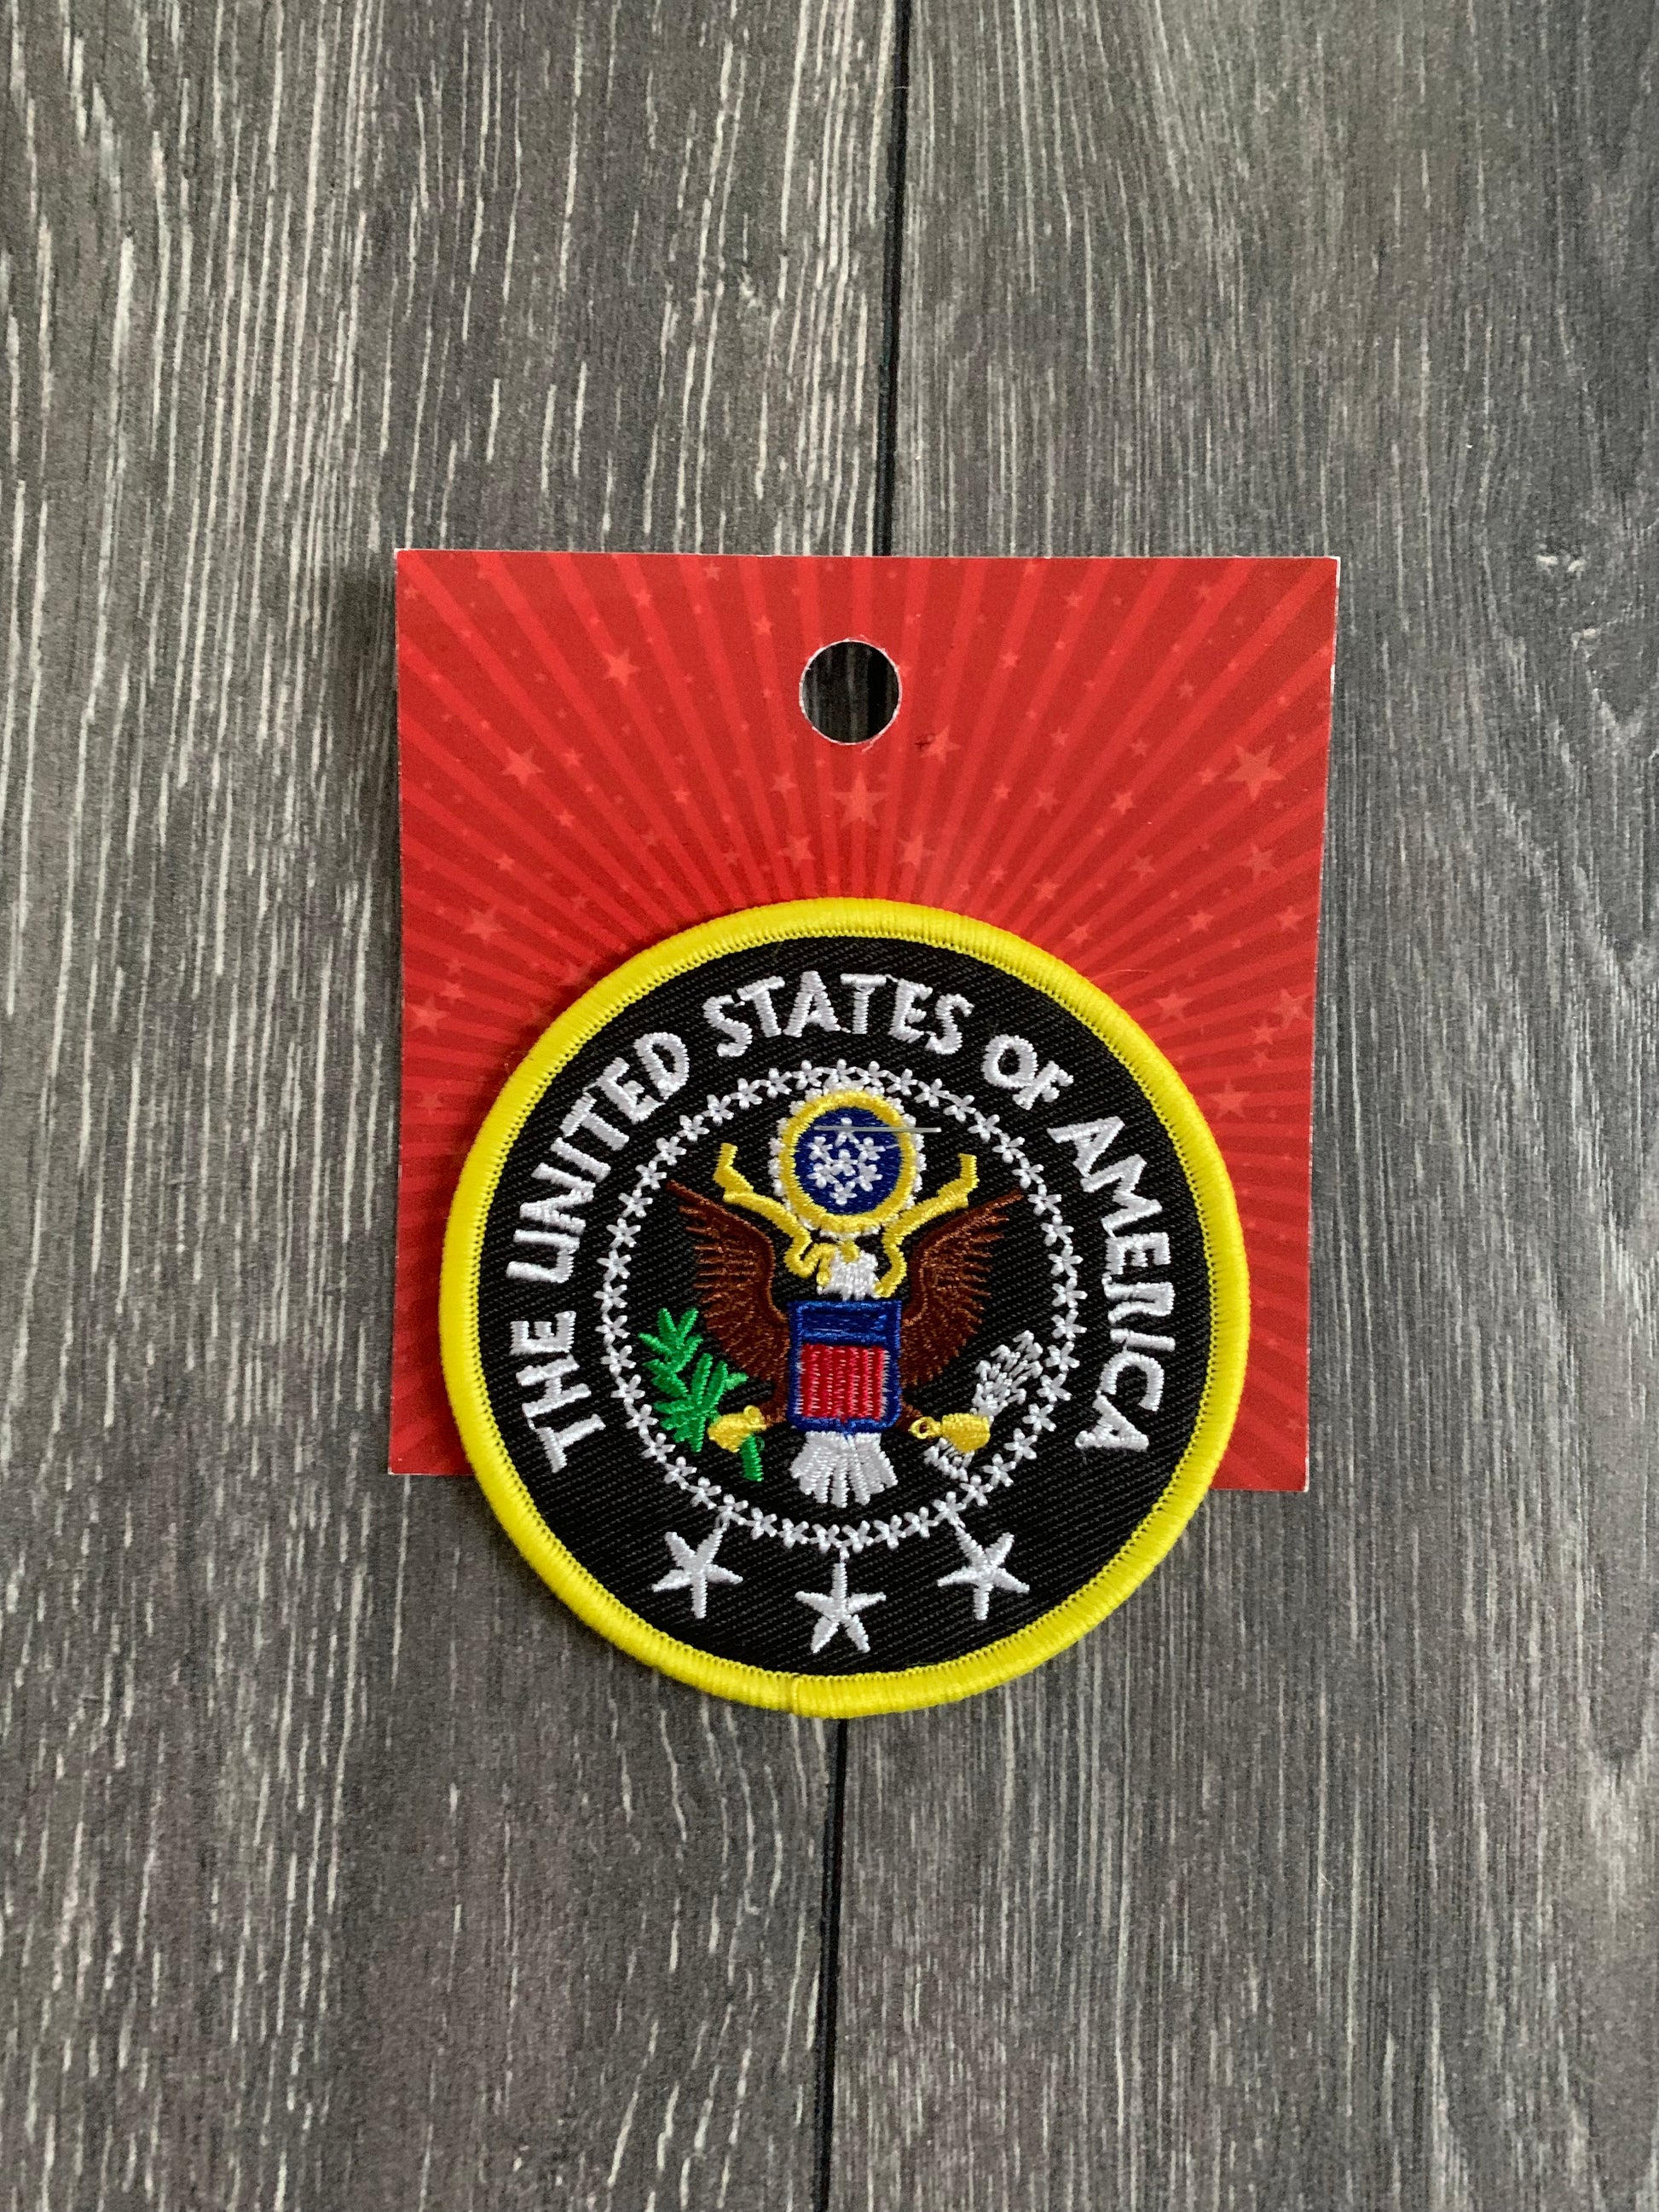 THE UNITED STATES OF AMERICA